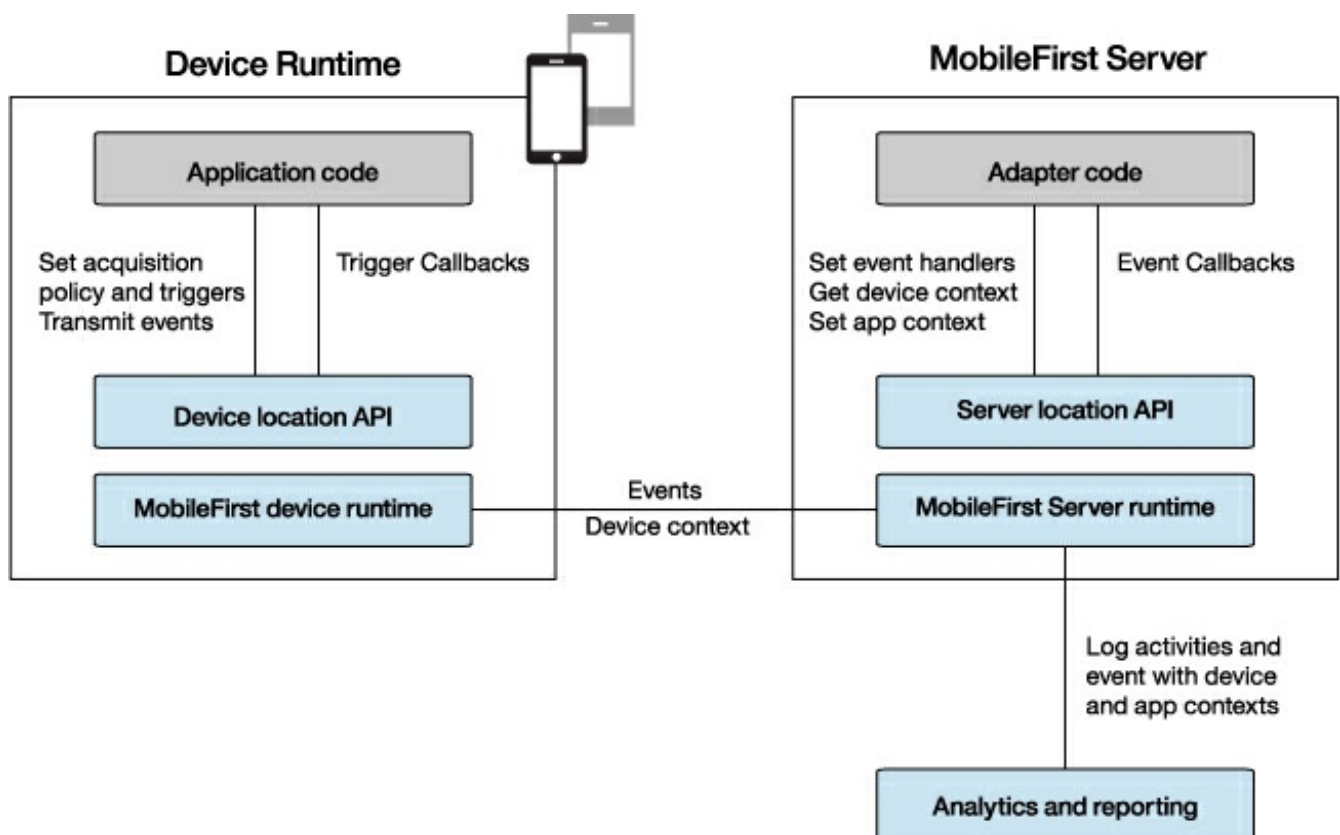 Device Runtime
MobileFirst Server
Application code
Adapter code
Set acquisition
policy and triggers
Transmit events
Trigger Callbacks
Set event handlers
Get device context
Set app context
Event Callbacks
Device location API
Server location API
MobileFirst device runtime
Events
Device context
MobileFirst Server runtime
Log activities and
event with device
and app contexts
Analytics and reporting